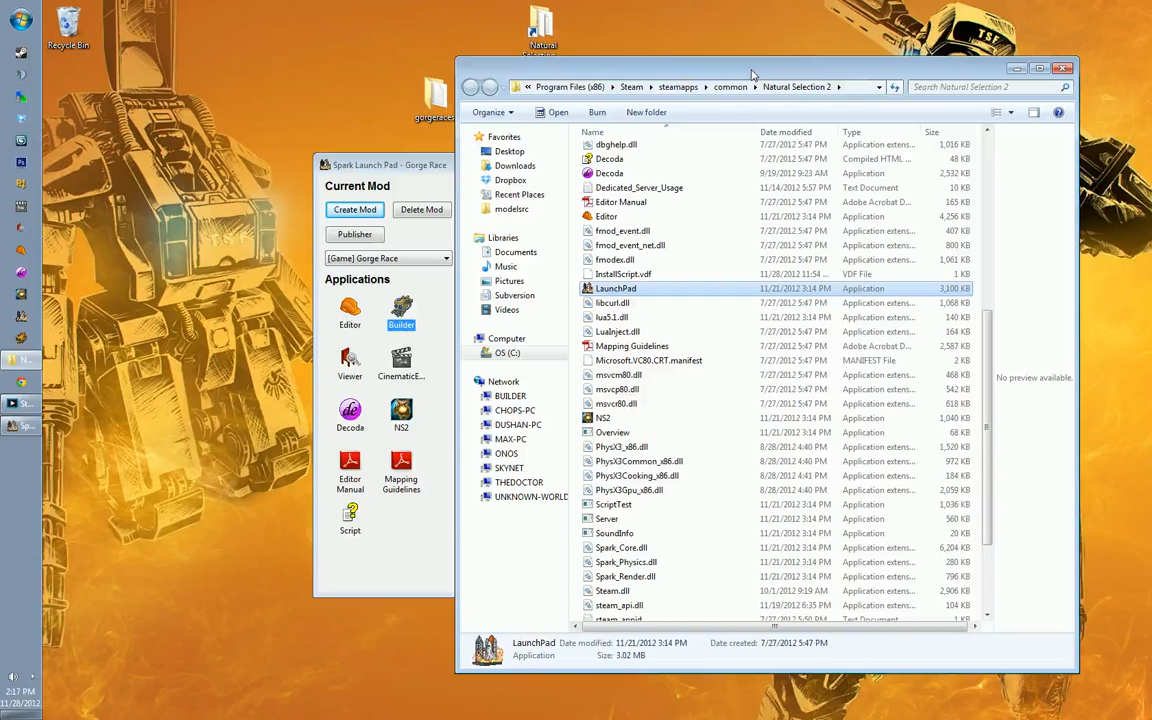 Recycle Bin
Natural
gorgeraces
Spark Launch Pad - Gorge Race
Current Mod
Create Mod
Delete Mod
Publisher
[Game] Gorge Race
Applications
Editor
Builder
Viewer
CinematicE...
Decoda
NS2
Editor
Manual
Mapping
Guidelines
Script
« Program Files (x86)
Steam
steamapps
common
Natural Selection 2
Search Natural Selection 2
Organize
Open
Burn
New folder
Favorites
Desktop
Downloads
Dropbox
Recent Places
modelsrc
Libraries
Documents
Music
Pictures
Subversion
Videos
Computer
OS (C:)
Network
BUILDER
CHOPS-PC
DUSHAN-PC
MAX-PC
ONOS
SKYNET
THEDOCTOR
UNKNOWN-WORLD
Name Date modified Type Size
dbghelp.dll 7/27/2012 5:47 PM Application extens... 1,016 KB
Decoda 7/27/2012 5:47 PM Compiled HTML ... 48 KB
Decoda 9/19/2012 9:23 AM Application 2,532 KB
Dedicated_Server_Usage 11/14/2012 5:57 PM Text Document 10 KB
Editor Manual 7/27/2012 5:47 PM Adobe Acrobat D... 165 KB
Editor 11/21/2012 3:14 PM Application 4,256 KB
fmod_event.dll 7/27/2012 5:47 PM Application extens... 407 KB
fmod_event_net.dll 7/27/2012 5:47 PM Application extens... 800 KB
fmodex.dll 7/27/2012 5:47 PM Application extens... 1,061 KB
InstallScript.vdf 11/28/2012 11:54 ... VDF File 1 KB
LaunchPad 11/21/2012 3:14 PM Application 3,100 KB
libcurl.dll 7/27/2012 5:47 PM Application extens... 1,068 KB
lua5.1.dll 11/21/2012 3:14 PM Application extens... 140 KB
LuaInject.dll 7/27/2012 5:47 PM Application extens... 164 KB
Mapping Guidelines 7/27/2012 5:47 PM Adobe Acrobat D... 2,587 KB
Microsoft.VC80.CRT.manifest 7/27/2012 5:47 PM MANIFEST File 2 KB
msvcm80.dll 7/27/2012 5:47 PM Application extens... 468 KB
msvcp80.dll 7/27/2012 5:47 PM Application extens... 542 KB
msvcr80.dll 7/27/2012 5:47 PM Application extens... 618 KB
NS2 11/21/2012 3:14 PM Application 1,040 KB
Overview 11/21/2012 3:14 PM Application 68 KB
PhysX3_x86.dll 8/28/2012 4:40 PM Application extens... 1,520 KB
PhysX3Common_x86.dll 8/28/2012 4:40 PM Application extens... 972 KB
PhysX3Cooking_x86.dll 8/28/2012 4:41 PM Application extens... 184 KB
PhysX3Gpu_x86.dll 8/28/2012 4:40 PM Application extens... 2,059 KB
ScriptTest 11/21/2012 3:14 PM Application 1,036 KB
Server 11/21/2012 3:14 PM Application 560 KB
SoundInfo 11/21/2012 3:14 PM Application 20 KB
Spark_Core.dll 11/21/2012 3:14 PM Application extens... 6,204 KB
Spark_Physics.dll 11/21/2012 3:14 PM Application extens... 280 KB
Spark_Render.dll 11/21/2012 3:14 PM Application extens... 796 KB
Steam.dll 10/1/2012 9:19 AM Application extens... 2,906 KB
steam_api.dll 11/19/2012 6:35 PM Application extens... 104 KB
No preview available.
LaunchPad Date modified: 11/21/2012 3:14 PM Date created: 7/27/2012 5:47 PM
Application Size: 3.02 MB
N...
St...
Sp...
2:17 PM
11/28/2012
TSF
TSF